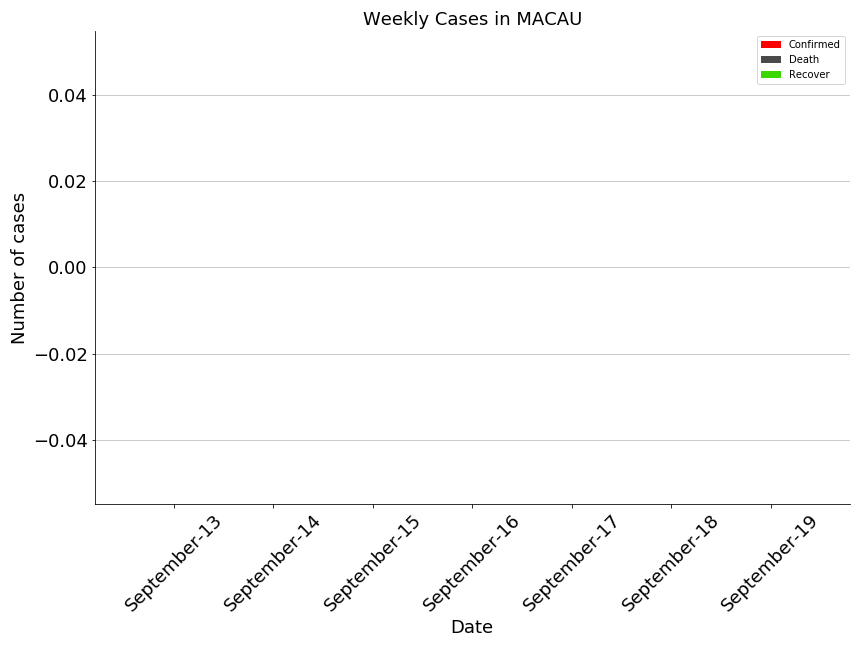 Weekly Cases in MACAU
Confirmed
Death
Recover
Number of cases
0.04
0.02
0.00
−0.02
−0.04
September-13
September-14
September-15
September-16
September-17
September-18
September-19
Date